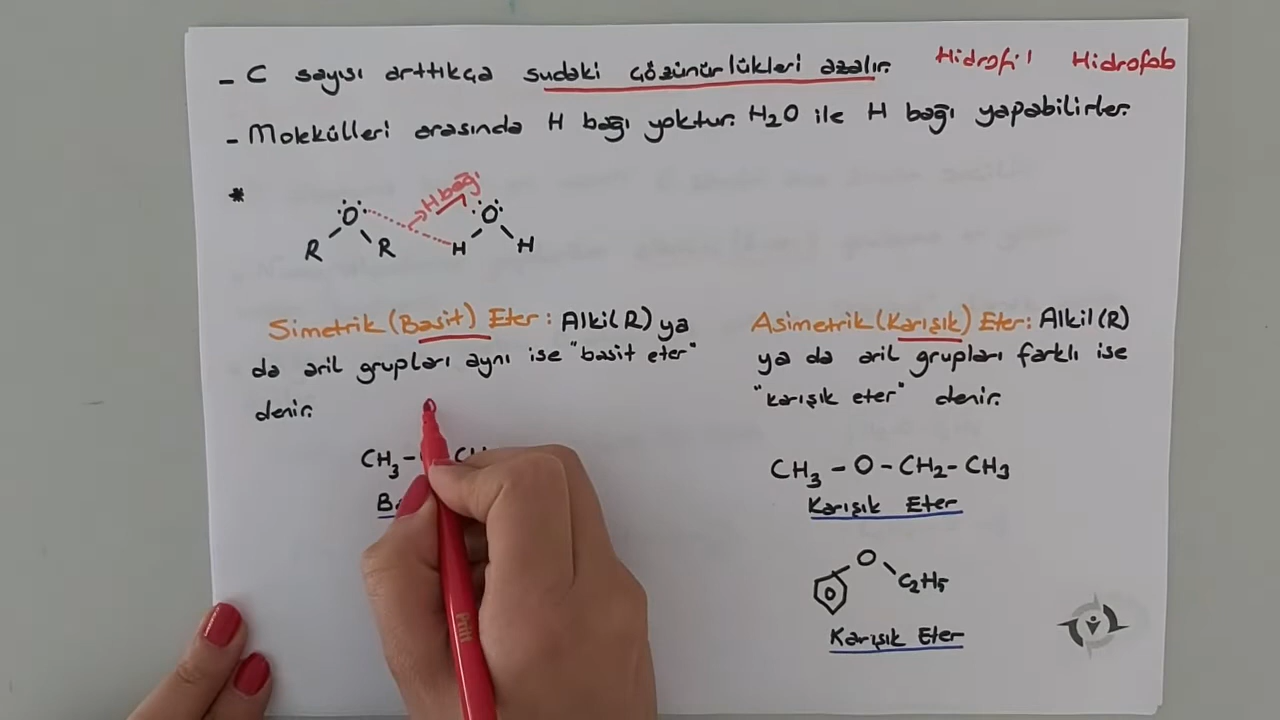 - C sayısı arttıkça sudaki çözünürlükleri azalır. Hidrofil Hidrofob
- Molekülleri arasında H bağı yoktur. H2O ile H bağı yapabilirler.
*
→ H bağı
:O: :O:
R R H H
Simetrik (Basit) Eter: Alkil(R) ya
da aril grupları aynı ise "basit eter"
denir.
CH3 -
Asimetrik (Karışık) Eter: Alkil(R)
ya da aril grupları farklı ise
"karışık eter" denir.
CH3 - O - CH2 - CH3
Karışık Eter
O
C2H5
Karışık Eter
Pritt